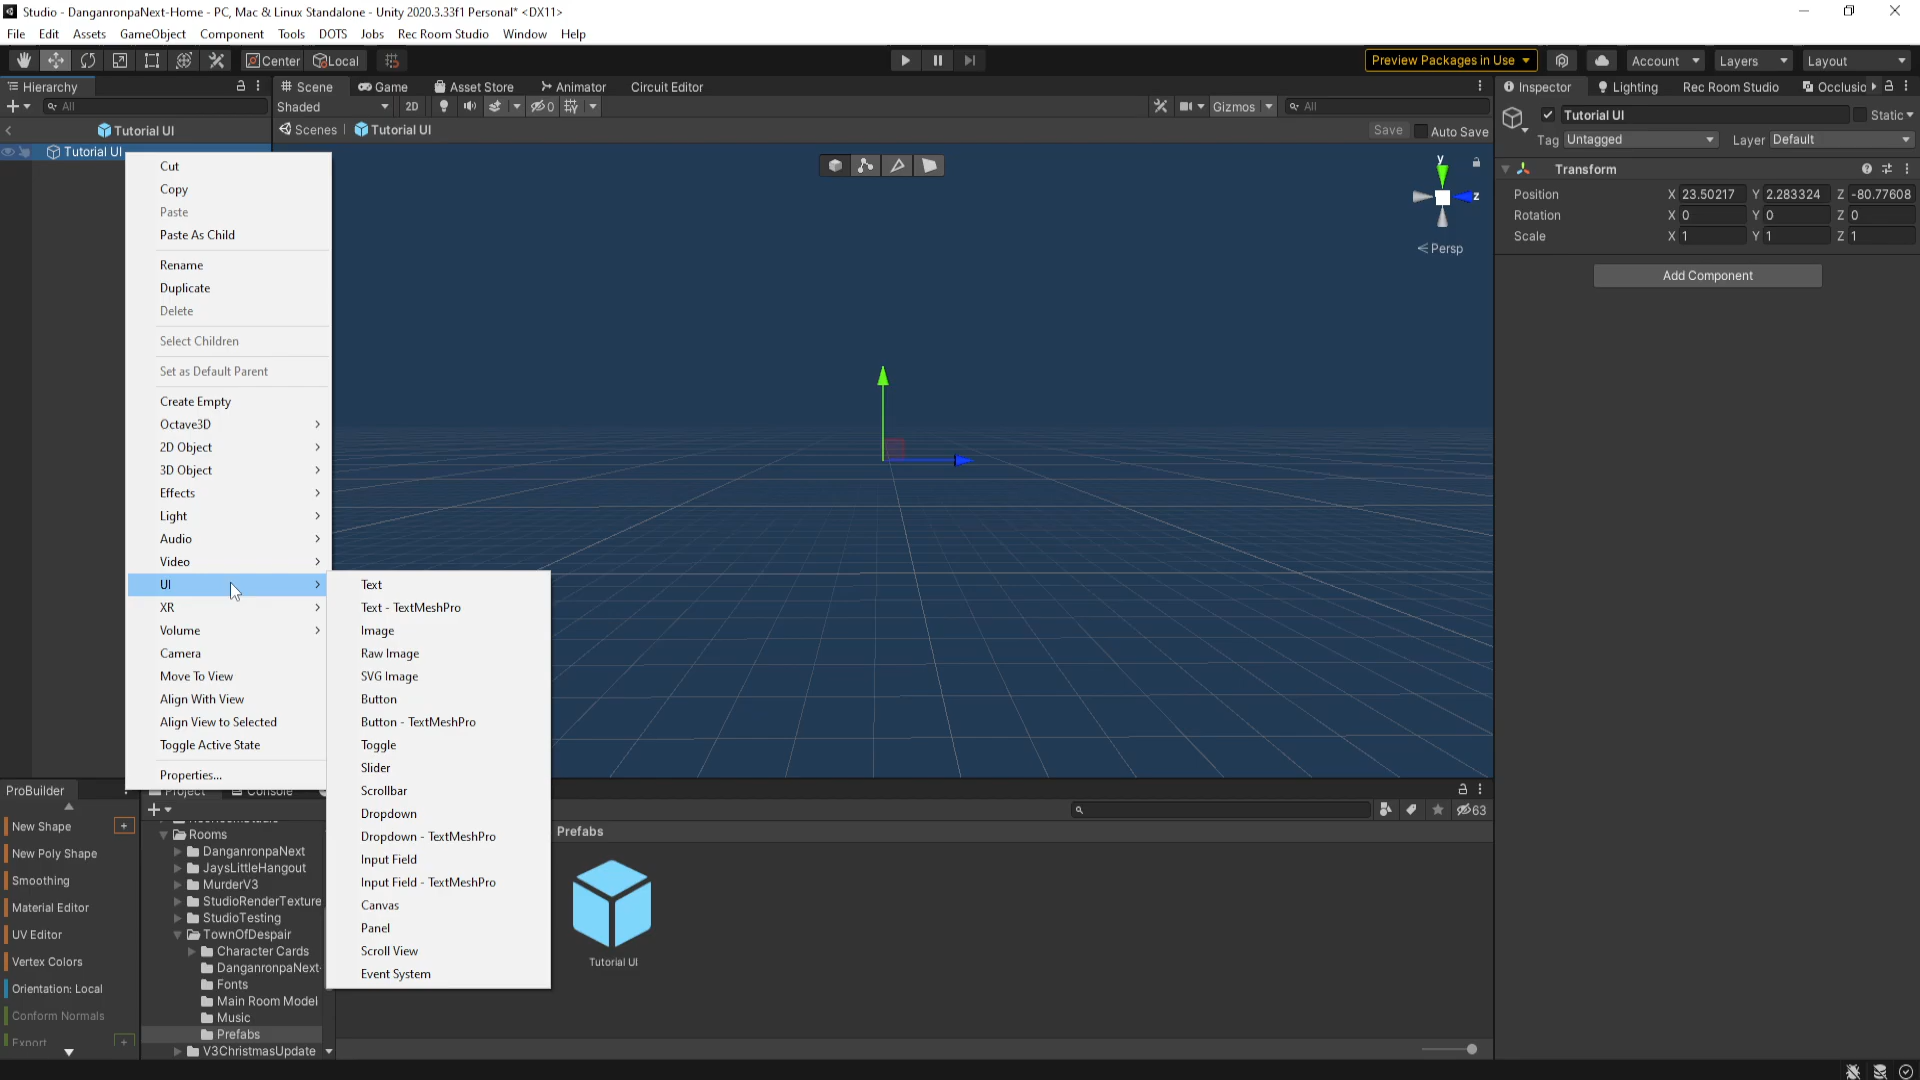 Studio - DanganronpaNext-Home - PC, Mac & Linux Standalone - Unity 2020.3.33f1 Personal* <DX11>
File Edit Assets GameObject Component Tools DOTS Jobs Rec Room Studio Window Help
Center Local Preview Packages in Use Account Layers Layout
Hierarchy
All
Tutorial UI
Tutorial UI
Cut
Copy
Paste
Paste As Child
Rename
Duplicate
Delete
Select Children
Set as Default Parent
Create Empty
Octave3D
2D Object
3D Object
Effects
Light
Audio
Video
UI
XR
Volume
Camera
Move To View
Align With View
Align View to Selected
Toggle Active State
Properties...
Text
Text - TextMeshPro
Image
Raw Image
SVG Image
Button
Button - TextMeshPro
Toggle
Slider
Scrollbar
Dropdown
Dropdown - TextMeshPro
Input Field
Input Field - TextMeshPro
Canvas
Panel
Scroll View
Event System
Scene Game Asset Store Animator Circuit Editor
Shaded 2D 0 Gizmos All
Scenes Tutorial UI Save Auto Save
y
z
< Persp
Inspector Lighting Rec Room Studio Occlusio
Tutorial UI Static
Tag Untagged Layer Default
Transform
Position X 23.50217 Y 2.283324 Z -80.77608
Rotation X 0 Y 0 Z 0
Scale X 1 Y 1 Z 1
Add Component
ProBuilder
New Shape +
New Poly Shape
Smoothing
Material Editor
UV Editor
Vertex Colors
Orientation: Local
Conform Normals
Export +
Project Console
63
Rooms
DanganronpaNext
JaysLittleHangout
MurderV3
StudioRenderTexture
StudioTesting
TownOfDespair
Character Cards
DanganronpaNext-
Fonts
Main Room Model
Music
Prefabs
V3ChristmasUpdate
Prefabs
Tutorial UI